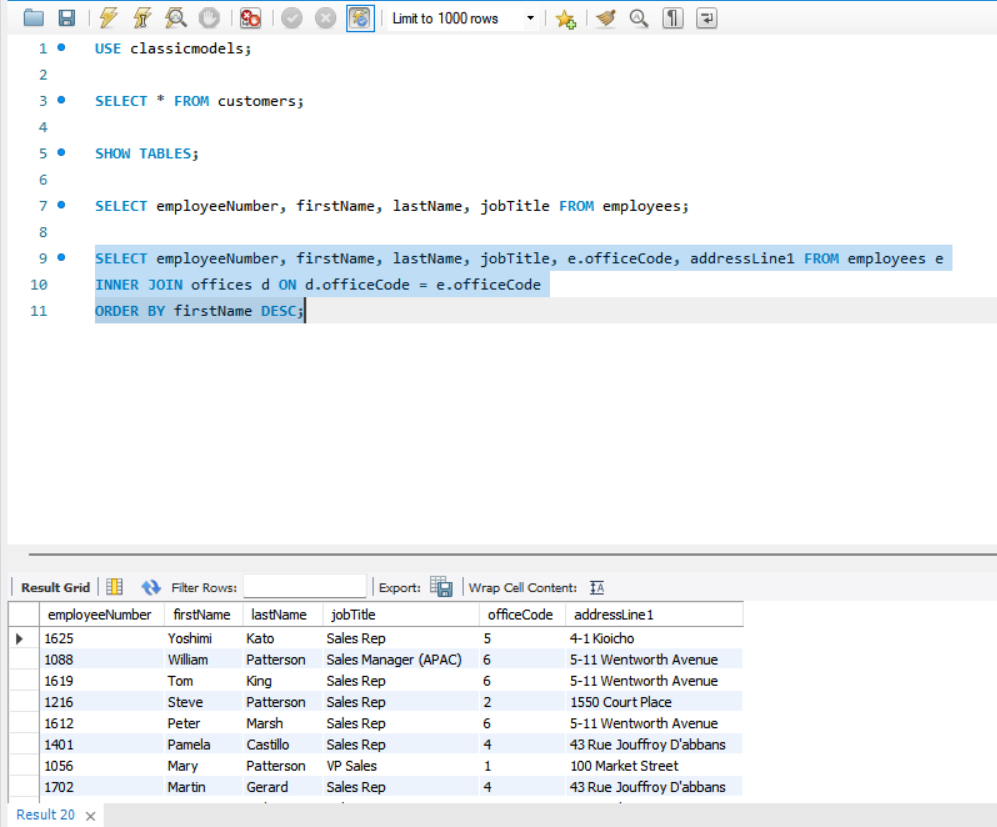 Limit to 1000 rows
1 USE classicmodels;
2
3 SELECT * FROM customers;
4
5 SHOW TABLES;
6
7 SELECT employeeNumber, firstName, lastName, jobTitle FROM employees;
8
9 SELECT employeeNumber, firstName, lastName, jobTitle, e.officeCode, addressLine1 FROM employees e
10 INNER JOIN offices d ON d.officeCode = e.officeCode
11 ORDER BY firstName DESC;
Result Grid Filter Rows: Export: Wrap Cell Content:
employeeNumber firstName lastName jobTitle officeCode addressLine1
1625 Yoshimi Kato Sales Rep 5 4-1 Kioicho
1088 William Patterson Sales Manager (APAC) 6 5-11 Wentworth Avenue
1619 Tom King Sales Rep 6 5-11 Wentworth Avenue
1216 Steve Patterson Sales Rep 2 1550 Court Place
1612 Peter Marsh Sales Rep 6 5-11 Wentworth Avenue
1401 Pamela Castillo Sales Rep 4 43 Rue Jouffroy D'abbans
1056 Mary Patterson VP Sales 1 100 Market Street
1702 Martin Gerard Sales Rep 4 43 Rue Jouffroy D'abbans
Result 20